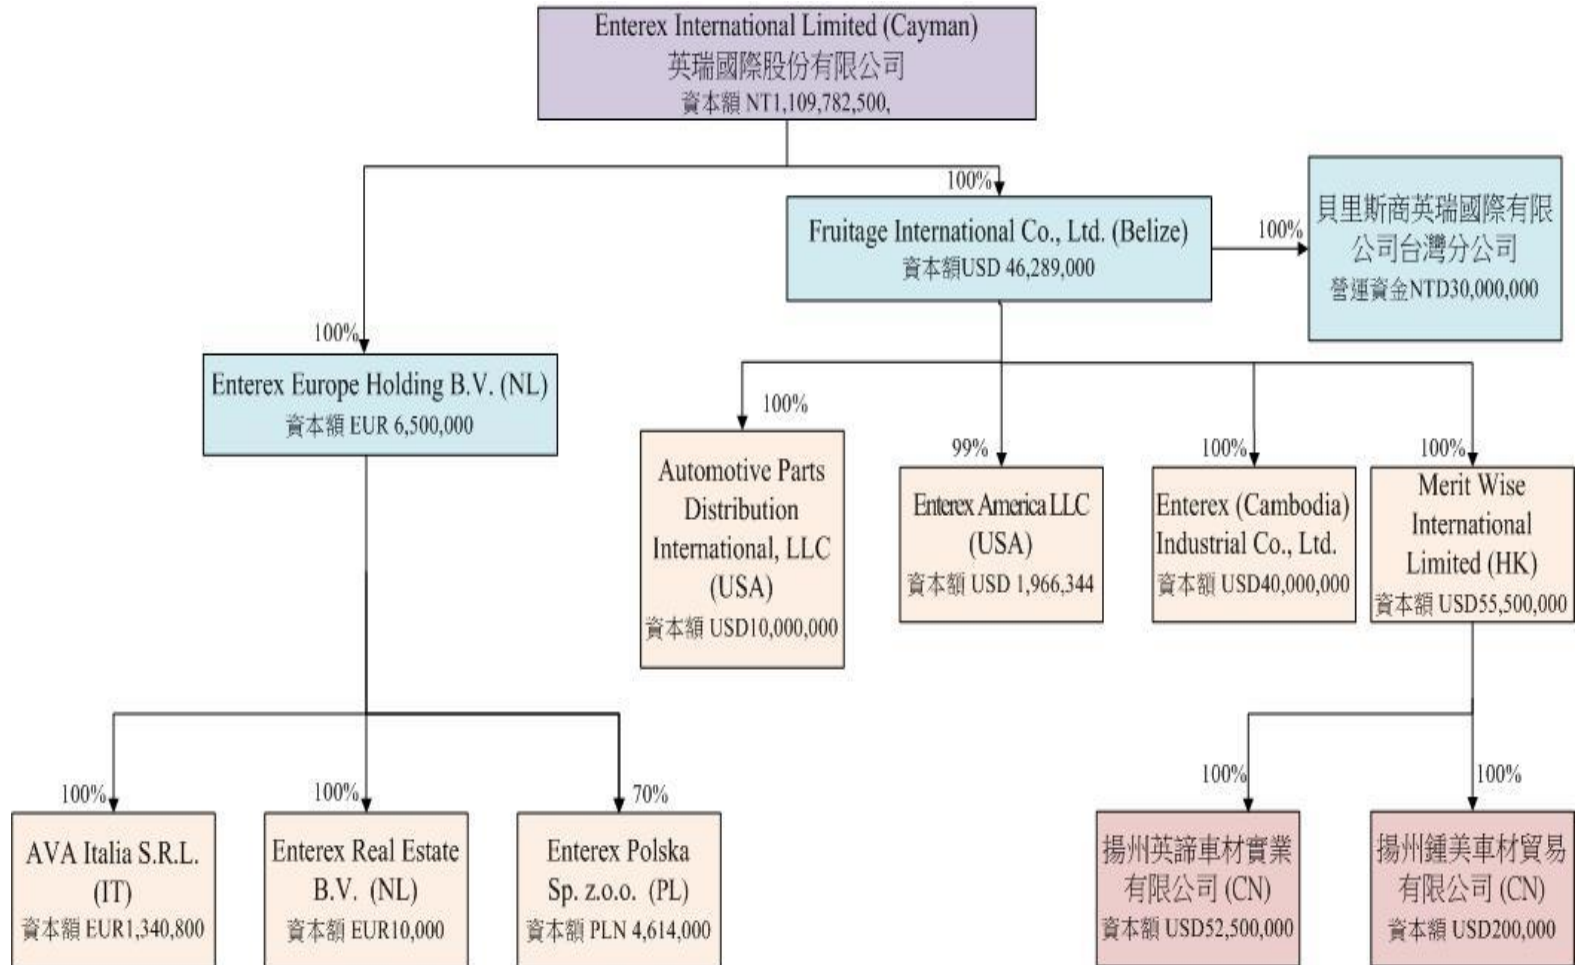 Enterex International Limited (Cayman)
英瑞國際股份有限公司
資本額 NT1,109,782,500,
100%
Fruitage International Co., Ltd. (Belize)
資本額USD 46,289,000
100%
貝里斯商英瑞國際有限
公司台灣分公司
營運資金NTD30,000,000
100%
Enterex Europe Holding B.V. (NL)
資本額 EUR 6,500,000
100%
Automotive Parts
Distribution
International, LLC
(USA)
資本額 USD10,000,000
99%
Enterex America LLC
(USA)
資本額 USD 1,966,344
100%
Enterex (Cambodia)
Industrial Co., Ltd.
資本額 USD40,000,000
100%
Merit Wise
International
Limited (HK)
資本額 USD55,500,000
100%
AVA Italia S.R.L.
(IT)
資本額 EUR1,340,800
100%
Enterex Real Estate
B.V. (NL)
資本額 EUR10,000
70%
Enterex Polska
Sp. z.o.o. (PL)
資本額 PLN 4,614,000
100%
揚州英諦車材實業
有限公司 (CN)
資本額 USD52,500,000
100%
揚州鍾美車材貿易
有限公司 (CN)
資本額 USD200,000